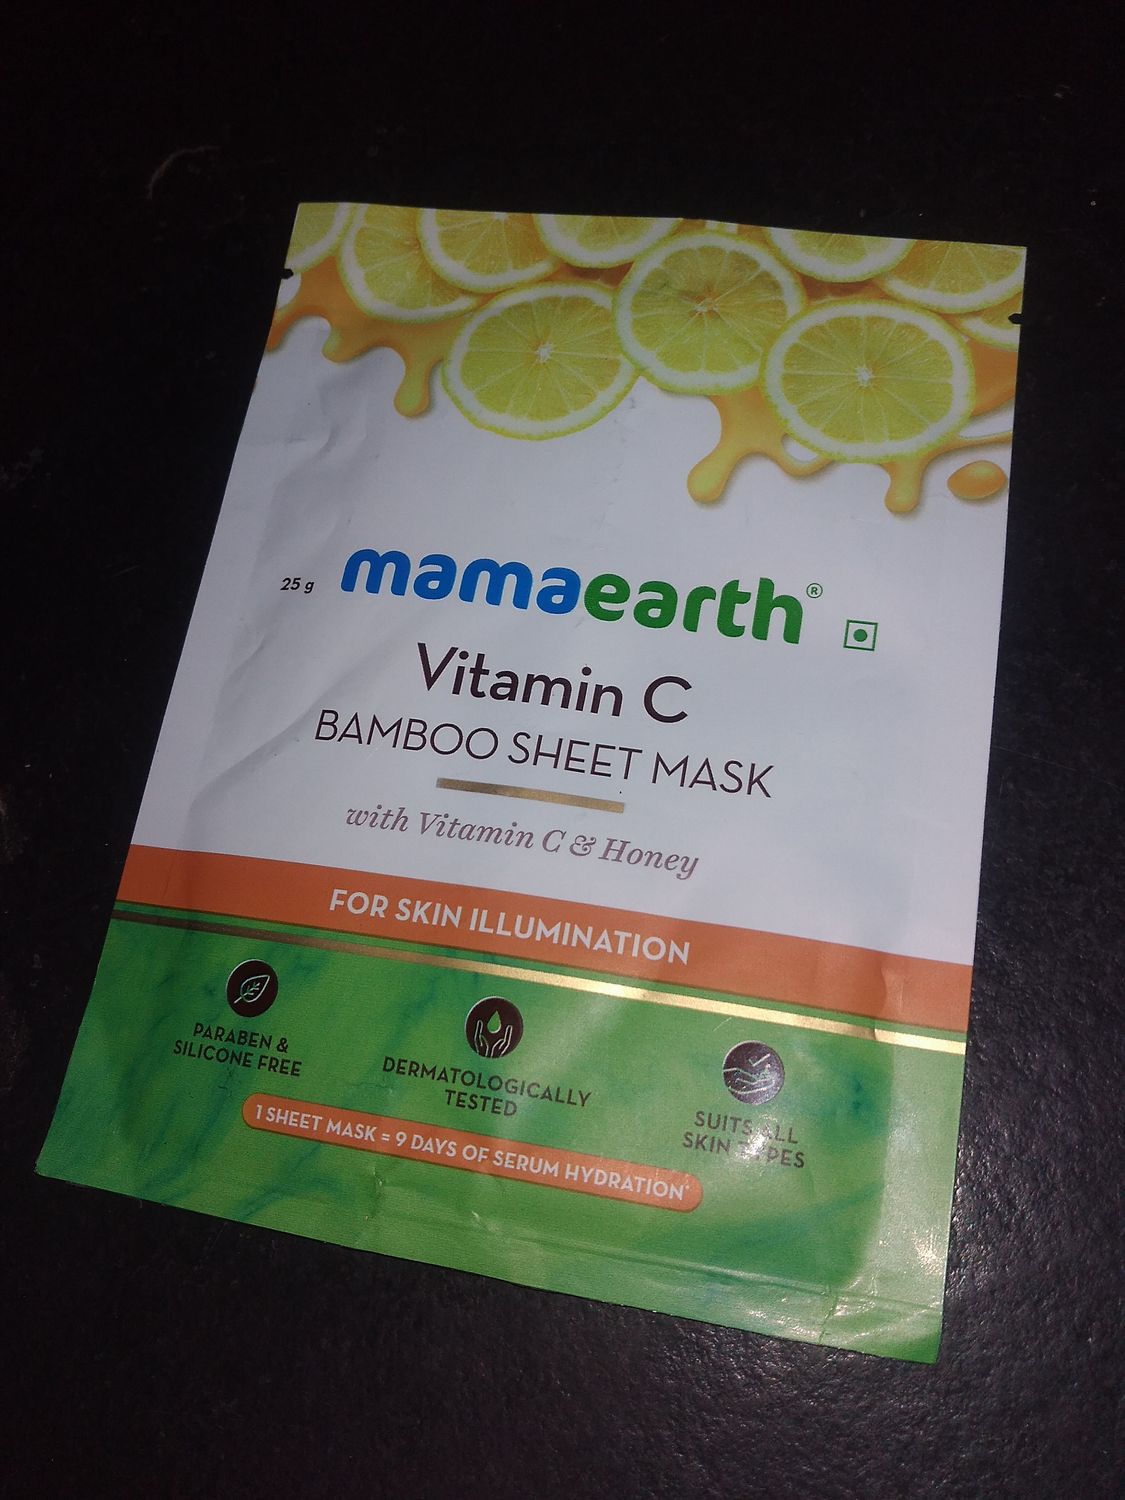 25 g
mamaearth®
Vitamin C
BAMBOO SHEET MASK
with Vitamin C & Honey
FOR SKIN ILLUMINATION
PARABEN &
SILICONE FREE
DERMATOLOGICALLY
TESTED
SUITS ALL
SKIN TYPES
1 SHEET MASK = 9 DAYS OF SERUM HYDRATION*